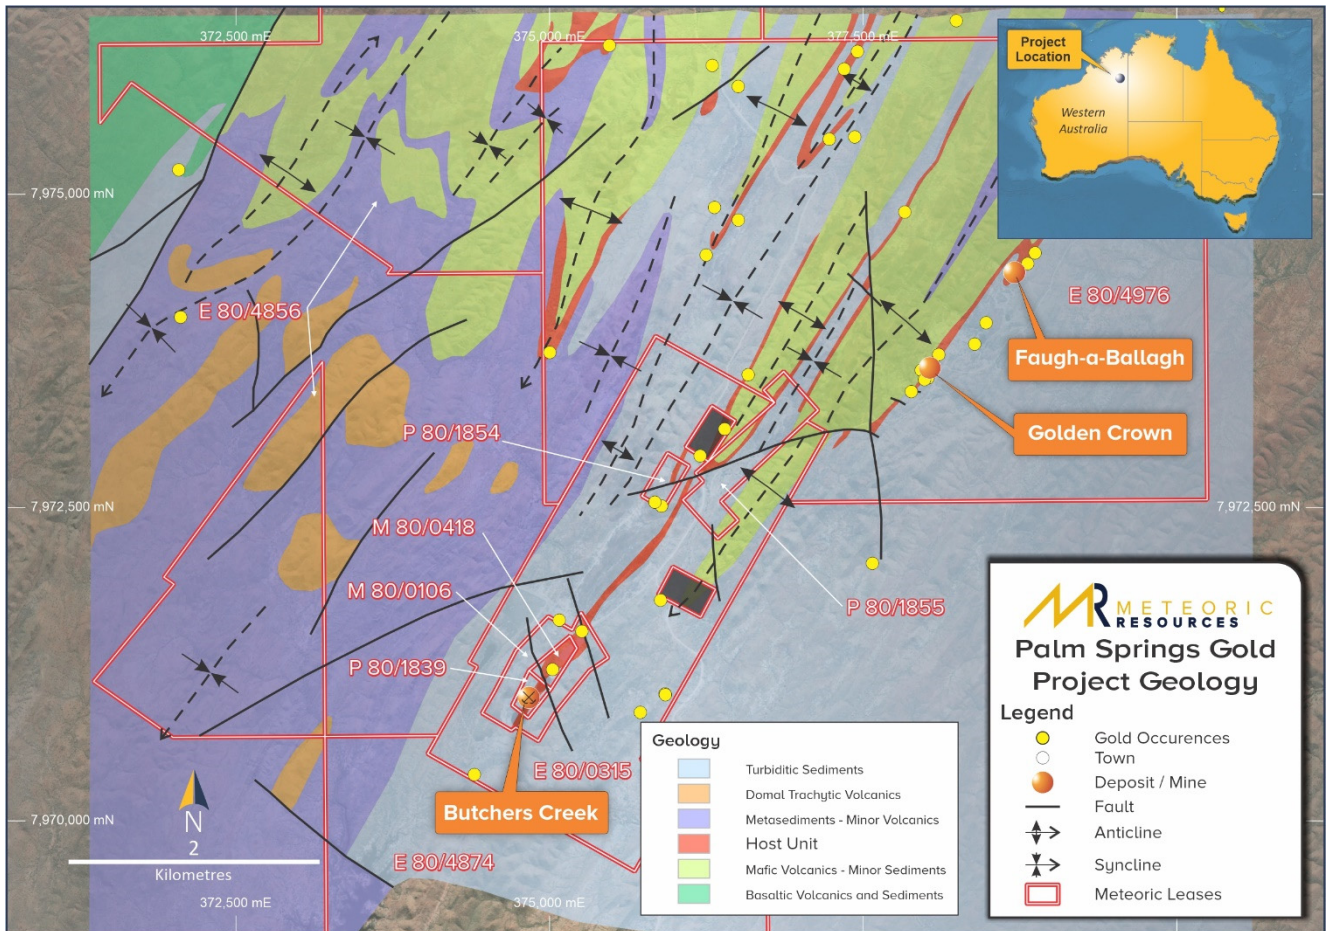 372,500 mE
375,000 mE
377,500 mE
Project
Location
Western
Australia
7,975,000 mN
E 80/4856
E 80/4976
Faugh-a-Ballagh
Golden Crown
P 80/1854
7,972,500 mN
7,972,500 mN
M 80/0418
M 80/0106
P 80/1855
P 80/1839
E 80/0315
Butchers Creek
7,970,000 mN
N
2
Kilometres
E 80/4874
372,500 mE
375,000 mE
Geology
Turbiditic Sediments
Domal Trachytic Volcanics
Metasediments - Minor Volcanics
Host Unit
Mafic Volcanics - Minor Sediments
Basaltic Volcanics and Sediments
MR METEORIC
RESOURCES
Palm Springs Gold
Project Geology
Legend
Gold Occurences
Town
Deposit / Mine
Fault
Anticline
Syncline
Meteoric Leases